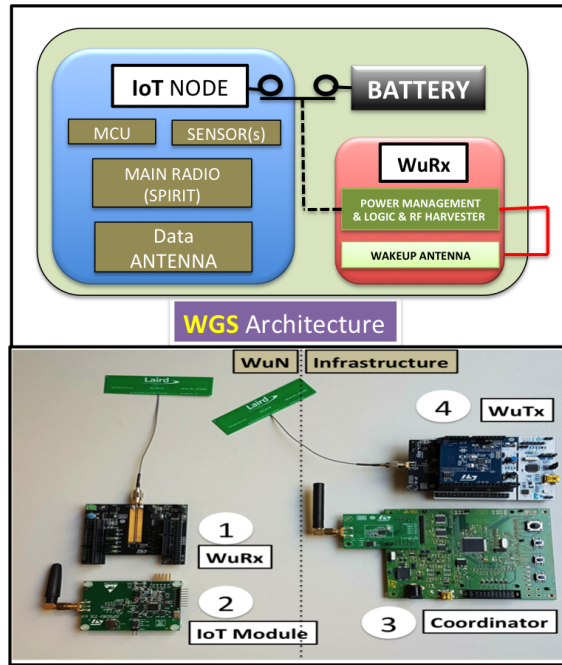 IoT NODE
BATTERY
MCU
SENSOR(s)
WuRx
MAIN RADIO
(SPIRIT)
POWER MANAGEMENT
& LOGIC & RF HARVESTER
Data
ANTENNA
WAKEUP ANTENNA
WGS Architecture
WuN
Infrastructure
Laird
Laird
4
WuTx
1
WuRx
2
IoT Module
3
Coordinator